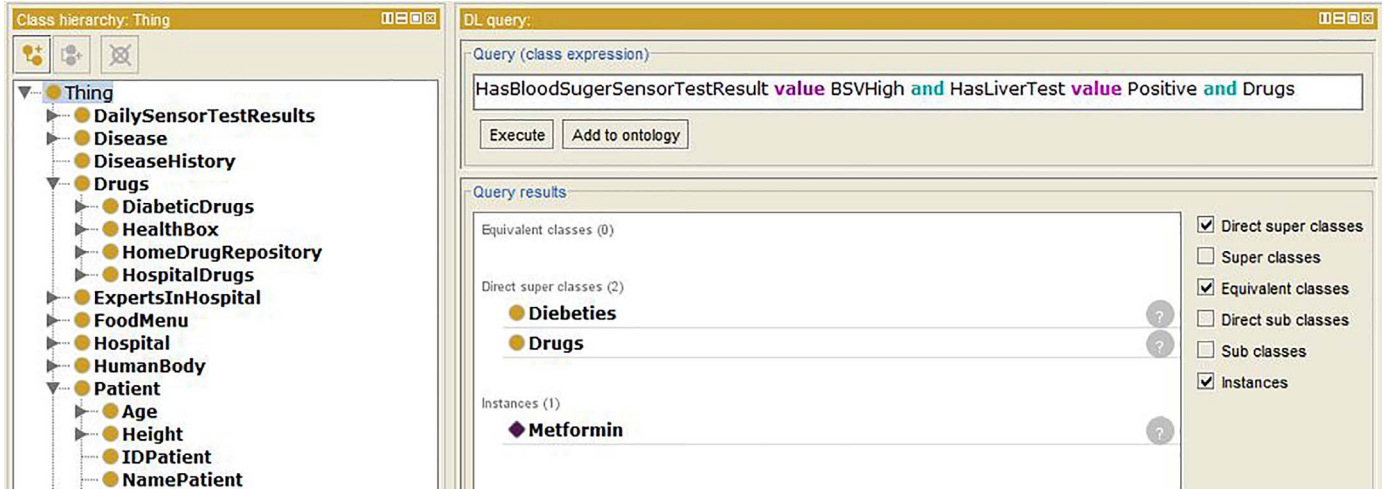 Class hierarchy: Thing
Thing
DailySensorTestResults
Disease
DiseaseHistory
Drugs
DiabeticDrugs
HealthBox
HomeDrugRepository
HospitalDrugs
ExpertsInHospital
FoodMenu
Hospital
HumanBody
Patient
Age
Height
IDPatient
NamePatient
DL query:
Query (class expression)
HasBloodSugerSensorTestResult value BSVHigh and HasLiverTest value Positive and Drugs
Execute Add to ontology
Query results
Equivalent classes (0)
Direct super classes (2)
Diebeties ?
Drugs ?
Instances (1)
Metformin ?
Direct super classes
Super classes
Equivalent classes
Direct sub classes
Sub classes
Instances